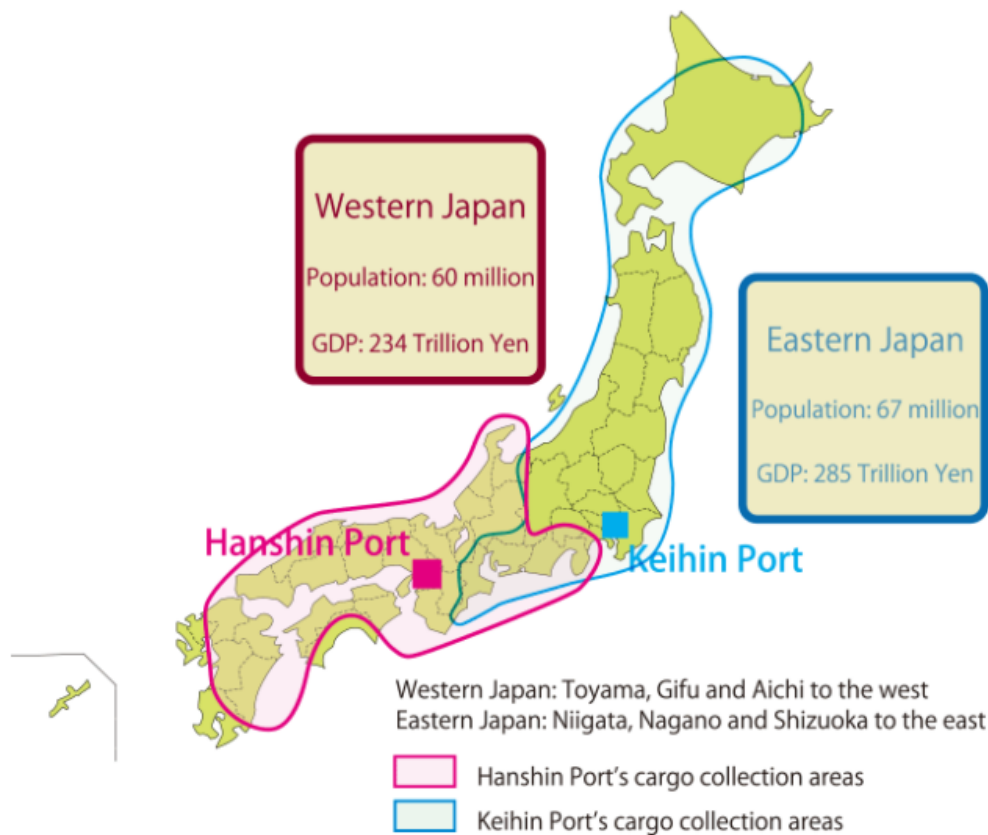 Western Japan
Population: 60 million
GDP: 234 Trillion Yen
Eastern Japan
Population: 67 million
GDP: 285 Trillion Yen
Hanshin Port
Keihin Port
Western Japan: Toyama, Gifu and Aichi to the west
Eastern Japan: Niigata, Nagano and Shizuoka to the east
Hanshin Port's cargo collection areas
Keihin Port's cargo collection areas